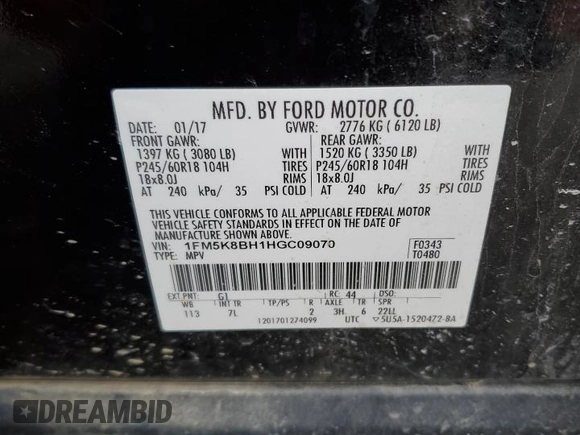 MFD. BY FORD MOTOR CO.
DATE: 01/17 GVWR: 2776 KG ( 6120 LB)
FRONT GAWR: REAR GAWR:
1397 KG ( 3080 LB) WITH 1520 KG ( 3350 LB) WITH
P245/60R18 104H TIRES P245/60R18 104H TIRES
18x8.0J RIMS 18x8.0J RIMS
AT 240 kPa/ 35 PSI COLD AT 240 kPa/ 35 PSI COLD
THIS VEHICLE CONFORMS TO ALL APPLICABLE FEDERAL MOTOR
VEHICLE SAFETY STANDARDS IN EFFECT ON THE DATE OF
MANUFACTURE SHOWN ABOVE.
VIN: 1FM5K8BH1HGC09070 F0343
TYPE: MPV T0480
EXT PNT: G1 RC: 44 DSO:
WB INT TR TP/PS R AXLE TR SPR
113 7L 2 3H 6 22LL
1201701274099 UTC ▽5U5A-1520472-BA
DREAMBID